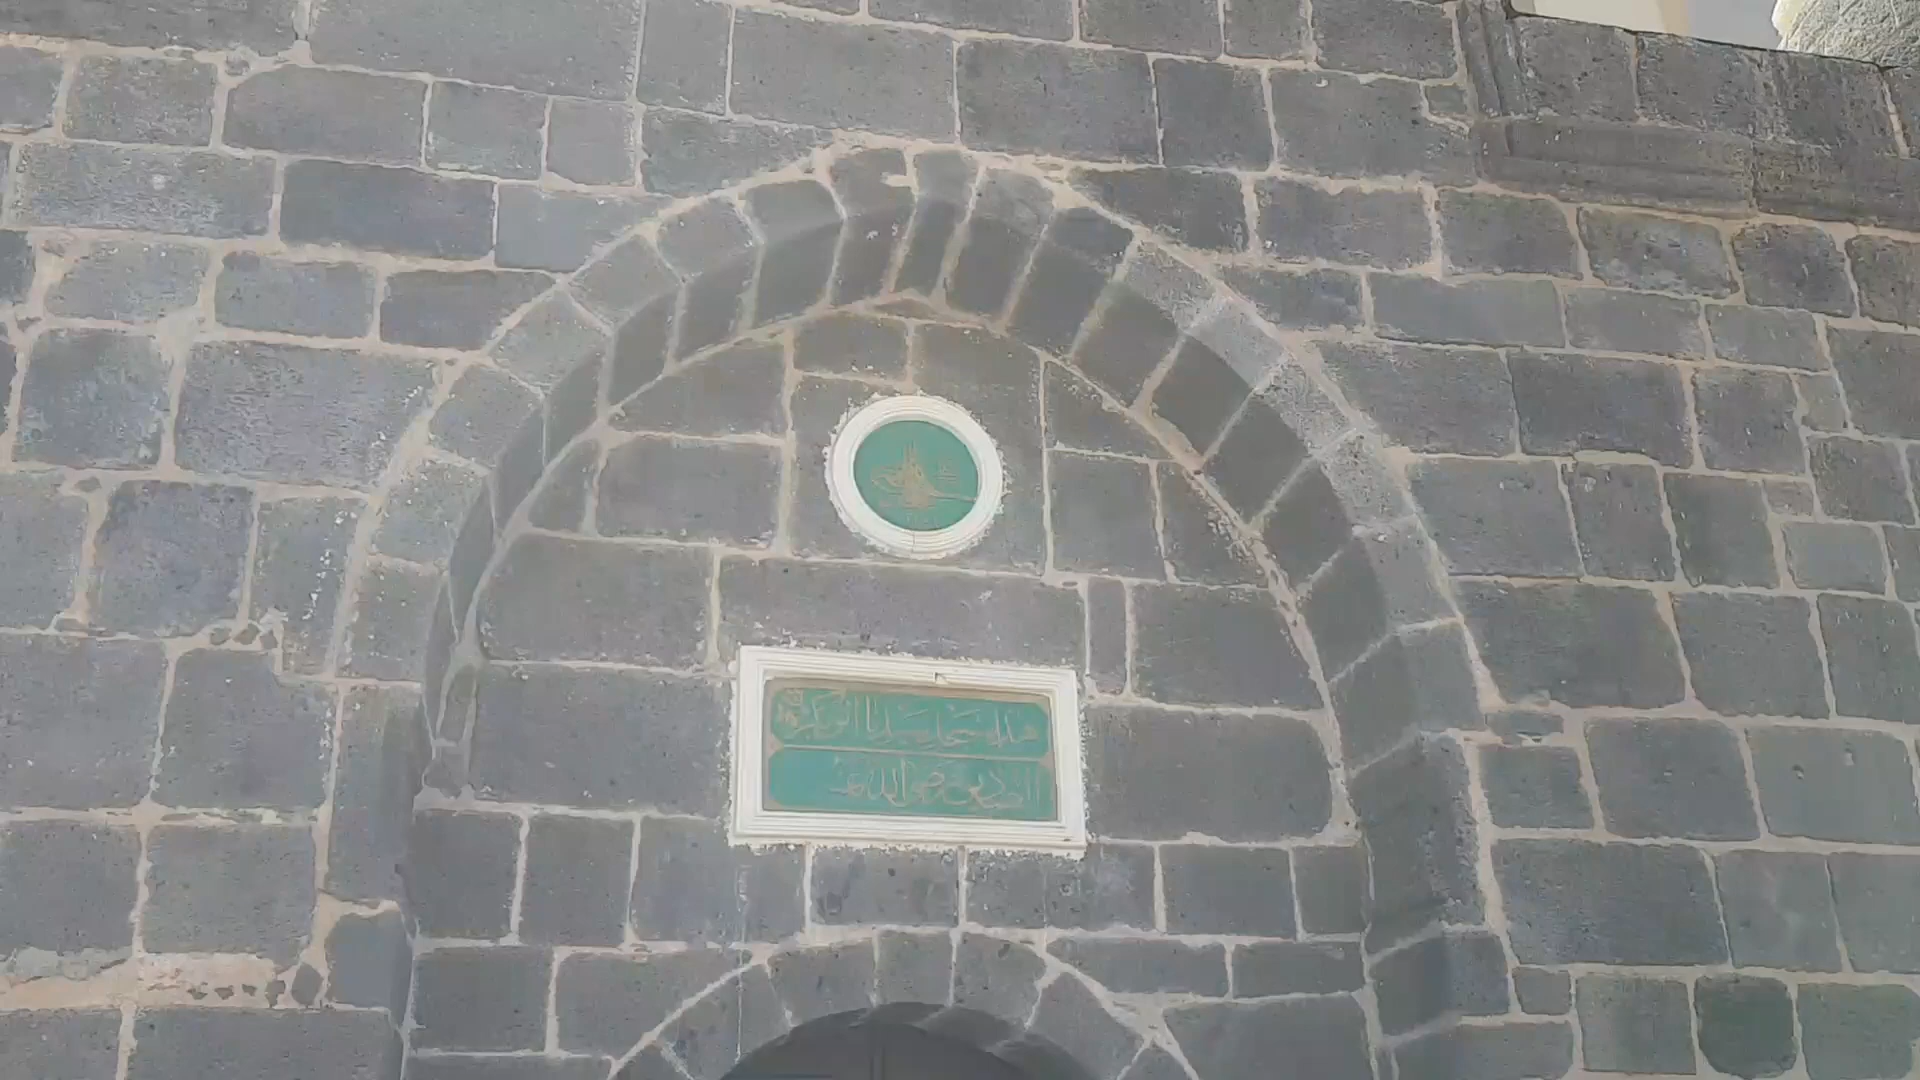 هذا مسجد سيدنا ابو بكر
الصديق رضي الله عنه